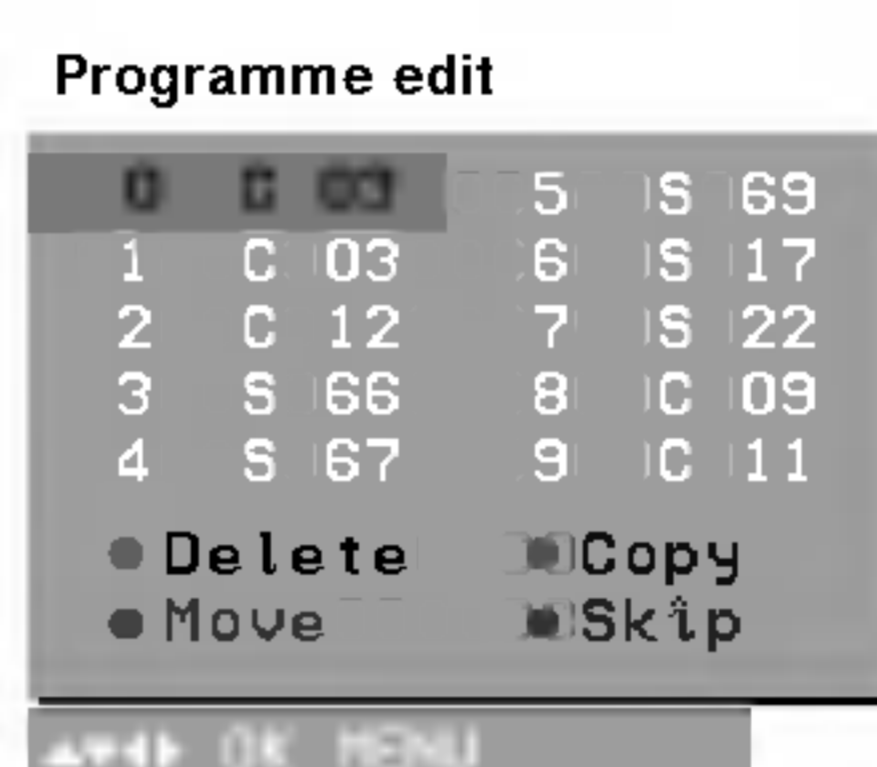 Programme edit
0 C 03 5 S 69
1 C 03 6 S 17
2 C 12 7 S 22
3 S 66 8 C 09
4 S 67 9 C 11
Delete Copy
Move Skip
▲▼◀▶ OK MENU